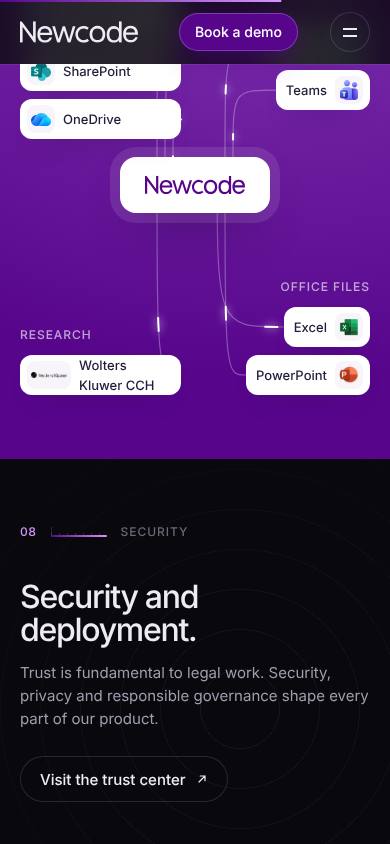 Newcode
Book a demo
SharePoint
Teams
OneDrive
Newcode
OFFICE FILES
Excel
RESEARCH
Wolters
Kluwer CCH
PowerPoint
08
SECURITY
Security and
deployment.
Trust is fundamental to legal work. Security,
privacy and responsible governance shape every
part of our product.
Visit the trust center